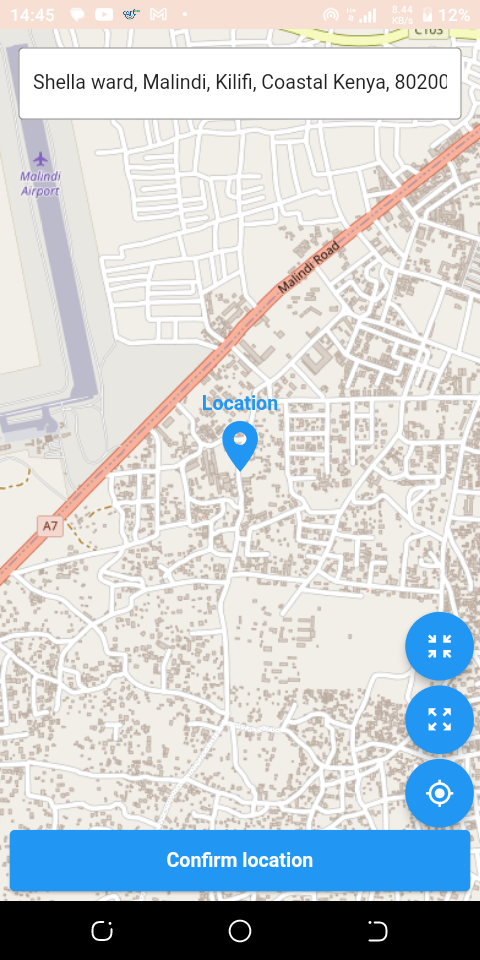 14:45
8.44
KB/s
12%
C103
Shella ward, Malindi, Kilifi, Coastal Kenya, 80200
Malindi
Airport
Malindi Road
Location
A7
Confirm location